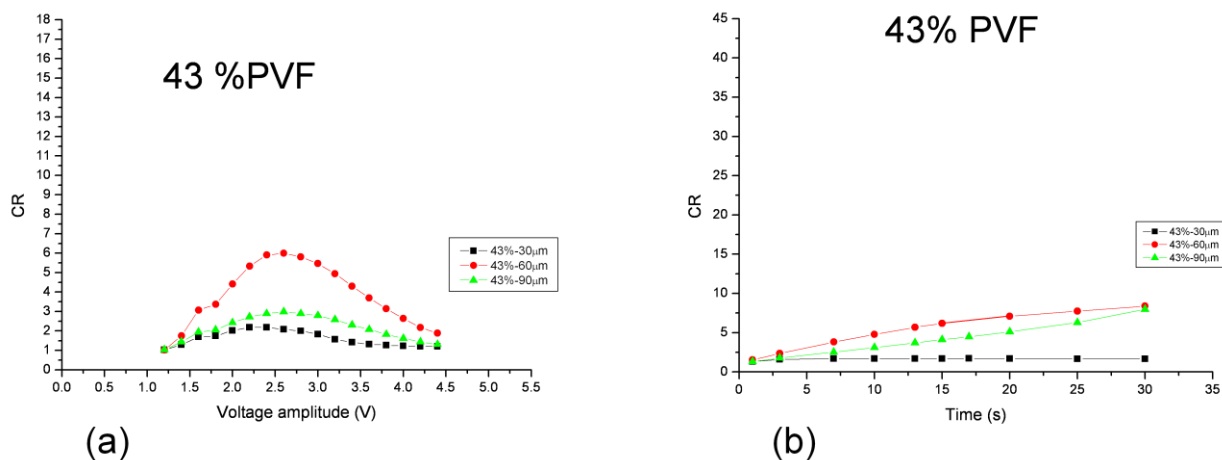 43 %PVF
CR
18
17
16
15
14
13
12
11
10
9
8
7
6
5
4
3
2
1
0
0.0 0.5 1.0 1.5 2.0 2.5 3.0 3.5 4.0 4.5 5.0 5.5
Voltage amplitude (V)
43%-30μm
43%-60μm
43%-90μm
(a)
43% PVF
CR
45
40
35
30
25
20
15
10
5
0
0 5 10 15 20 25 30 35
Time (s)
43%-30μm
43%-60μm
43%-90μm
(b)